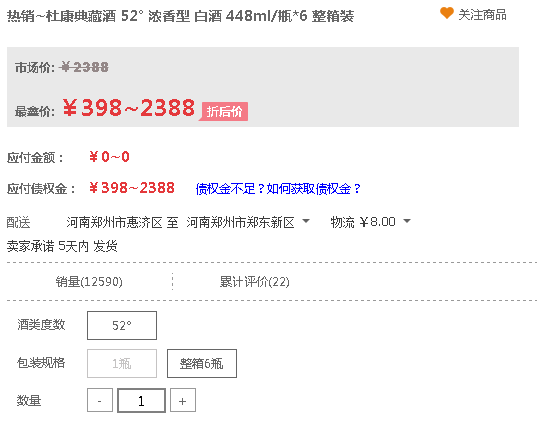 热销~杜康典藏酒 52° 浓香型 白酒 448ml/瓶*6 整箱装
关注商品
市场价: ￥2388
最鑫价: ￥398~2388 折后价
应付金额： ￥0~0
应付债权金： ￥398~2388 债权金不足？如何获取债权金？
配送 河南郑州市惠济区 至 河南郑州市郑东新区 物流 ￥8.00
卖家承诺 5天内 发货
销量(12590) 累计评价(22)
酒类度数 52°
包装规格 1瓶 整箱6瓶
数量 - 1 +